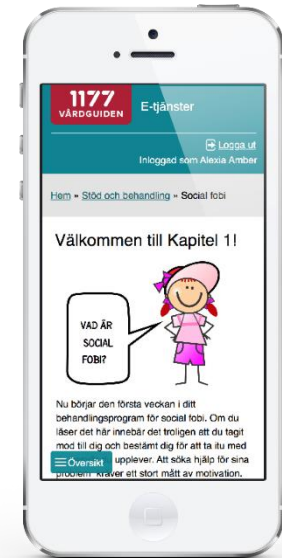 1177
VÅRDGUIDEN
E-tjänster
Logga ut
Inloggad som Alexia Amber
Hem » Stöd och behandling » Social fobi
Välkommen till Kapitel 1!
VAD ÄR
SOCIAL
FOBI?
Nu börjar den första veckan i ditt
behandlingsprogram för social fobi. Om du
läser det här innebär det troligen att du tagit
mod till dig och bestämt dig för att ta itu med
Översikt upplever. Att söka hjälp för sina
problem kräver ett stort mått av motivation.